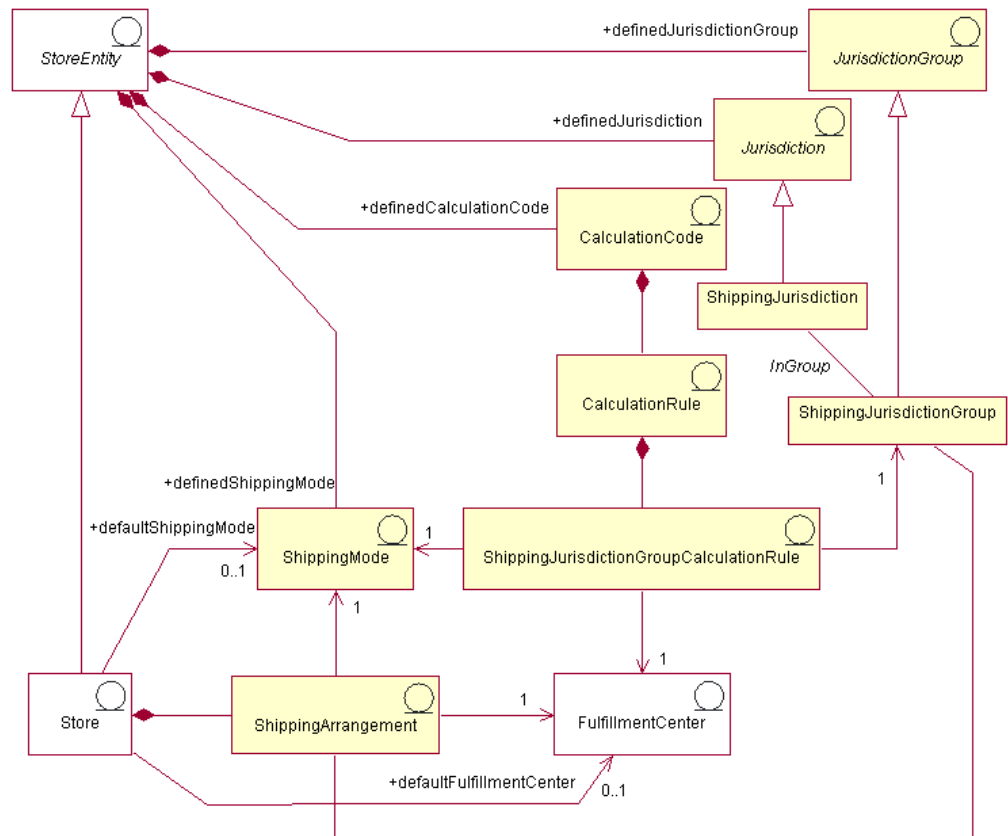 +definedJurisdictionGroup
StoreEntity
JurisdictionGroup
+definedJurisdiction
Jurisdiction
+definedCalculationCode
CalculationCode
ShippingJurisdiction
InGroup
CalculationRule
ShippingJurisdictionGroup
1
+definedShippingMode
+defaultShippingMode
1
ShippingMode
ShippingJurisdictionGroupCalculationRule
0..1
1
1
1
Store
ShippingArrangement
FulfillmentCenter
+defaultFulfillmentCenter
0..1